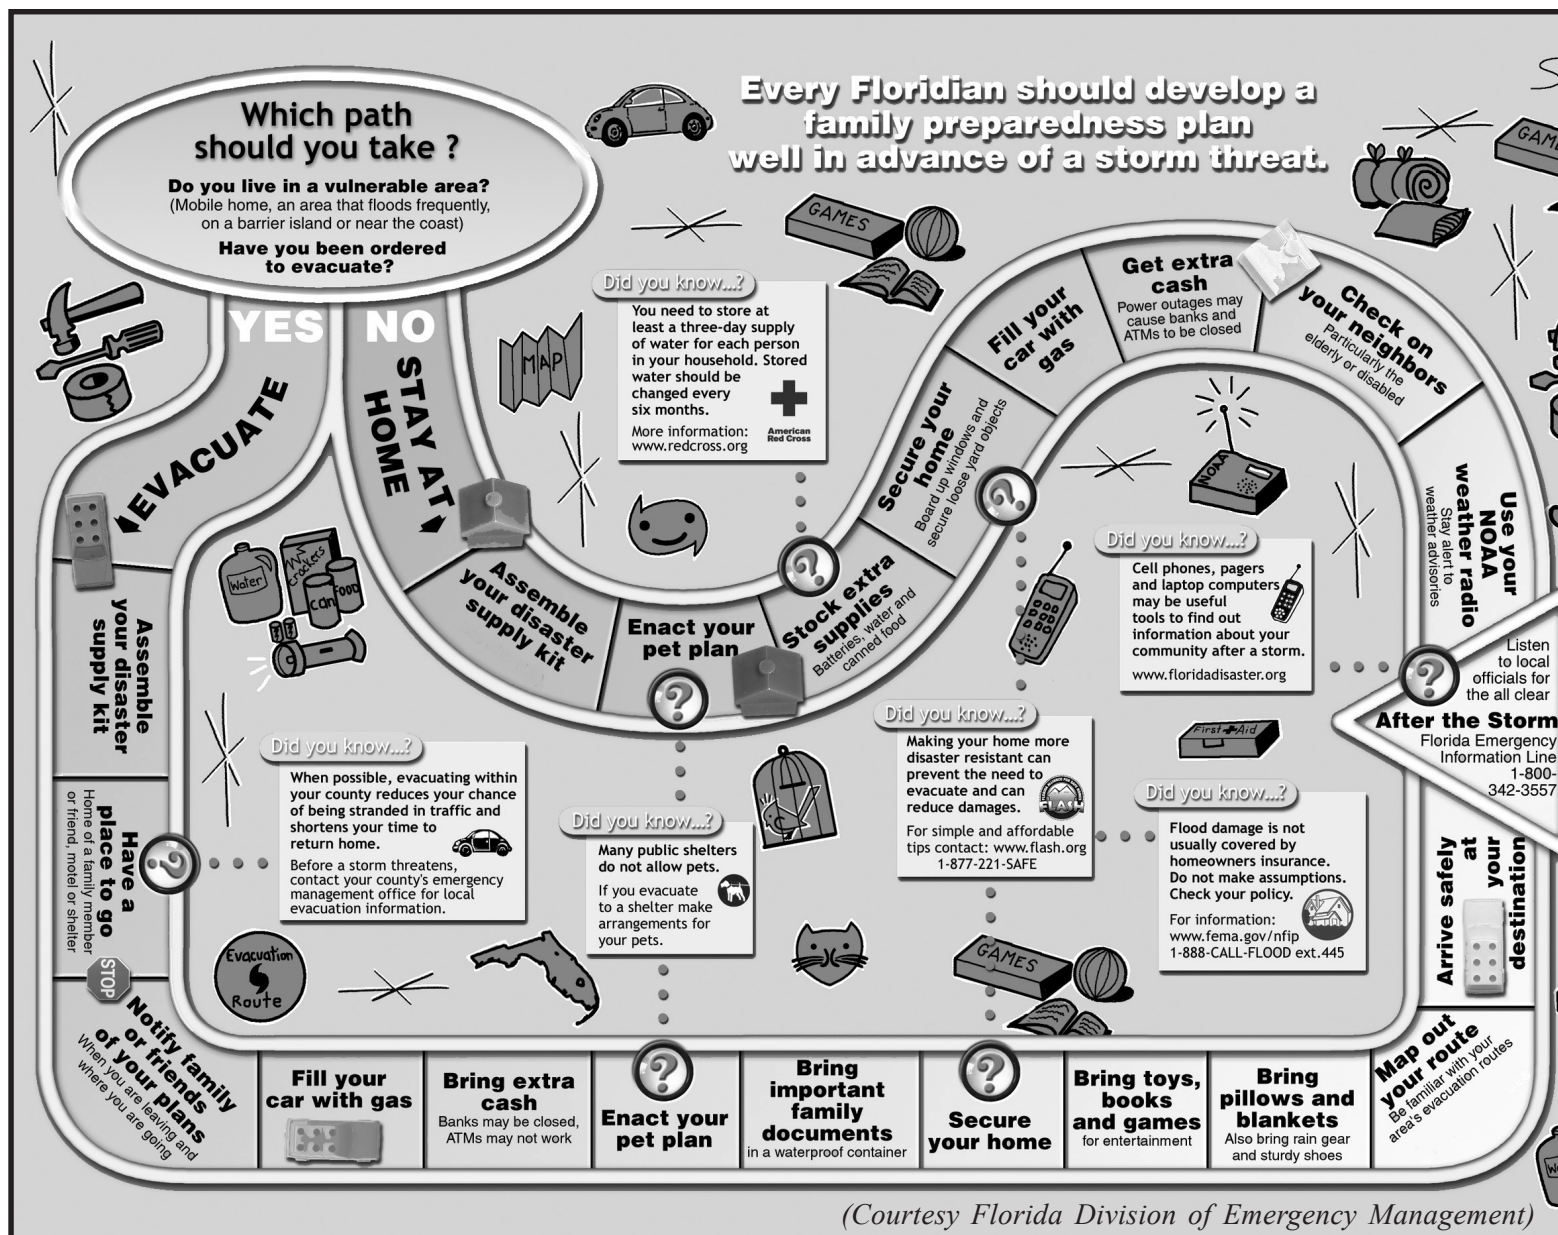 Which path
should you take ?
Do you live in a vulnerable area?
(Mobile home, an area that floods frequently,
on a barrier island or near the coast)
Have you been ordered
to evacuate?
Every Floridian should develop a
family preparedness plan
well in advance of a storm threat.
GAMES
GAM
YES
NO
EVACUATE
STAY AT
HOME
MAP
Did you know...?
You need to store at
least a three-day supply
of water for each person
in your household. Stored
water should be
changed every
six months.
More information:
www.redcross.org
American
Red Cross
Assemble
your disaster
supply kit
Enact your
pet plan
Stock extra
supplies
Batteries, water and
canned food
Secure your
home
Board up windows and
secure loose yard objects
Fill your
car with
gas
Get extra
cash
Power outages may
cause banks and
ATMs to be closed
Check on
your neighbors
Particularly the
elderly or disabled
Use your
NOAA
weather radio
Stay alert to
weather advisories
NOAA
Water
crackers
can
FOOD
Did you know...?
Cell phones, pagers
and laptop computers
may be useful
tools to find out
information about your
community after a storm.
www.floridadisaster.org
Listen
to local
officials for
the all clear
After the Storm
Florida Emergency
Information Line
1-800-
342-3557
First Aid
Did you know...?
Making your home more
disaster resistant can
prevent the need to
evacuate and can
reduce damages.
FLASH
For simple and affordable
tips contact: www.flash.org
1-877-221-SAFE
Did you know...?
Flood damage is not
usually covered by
homeowners insurance.
Do not make assumptions.
Check your policy.
For information:
www.fema.gov/nfip
1-888-CALL-FLOOD ext.445
Did you know...?
Many public shelters
do not allow pets.
If you evacuate
to a shelter make
arrangements for
your pets.
Did you know...?
When possible, evacuating within
your county reduces your chance
of being stranded in traffic and
shortens your time to
return home.
Before a storm threatens,
contact your county's emergency
management office for local
evacuation information.
Evacuation
Route
GAMES
Assemble
your disaster
supply kit
Have a
place to go
Home of a family member
or friend, motel or shelter
STOP
Notify family
or friends
of your plans
When you are leaving and
where you are going
Fill your
car with gas
Bring extra
cash
Banks may be closed,
ATMs may not work
Enact your
pet plan
Bring
important
family
documents
in a waterproof container
Secure
your home
Bring toys,
books
and games
for entertainment
Bring
pillows and
blankets
Also bring rain gear
and sturdy shoes
Map out
your route
Be familiar with your
area's evacuation routes
Arrive safely
at
your
destination
(Courtesy Florida Division of Emergency Management)